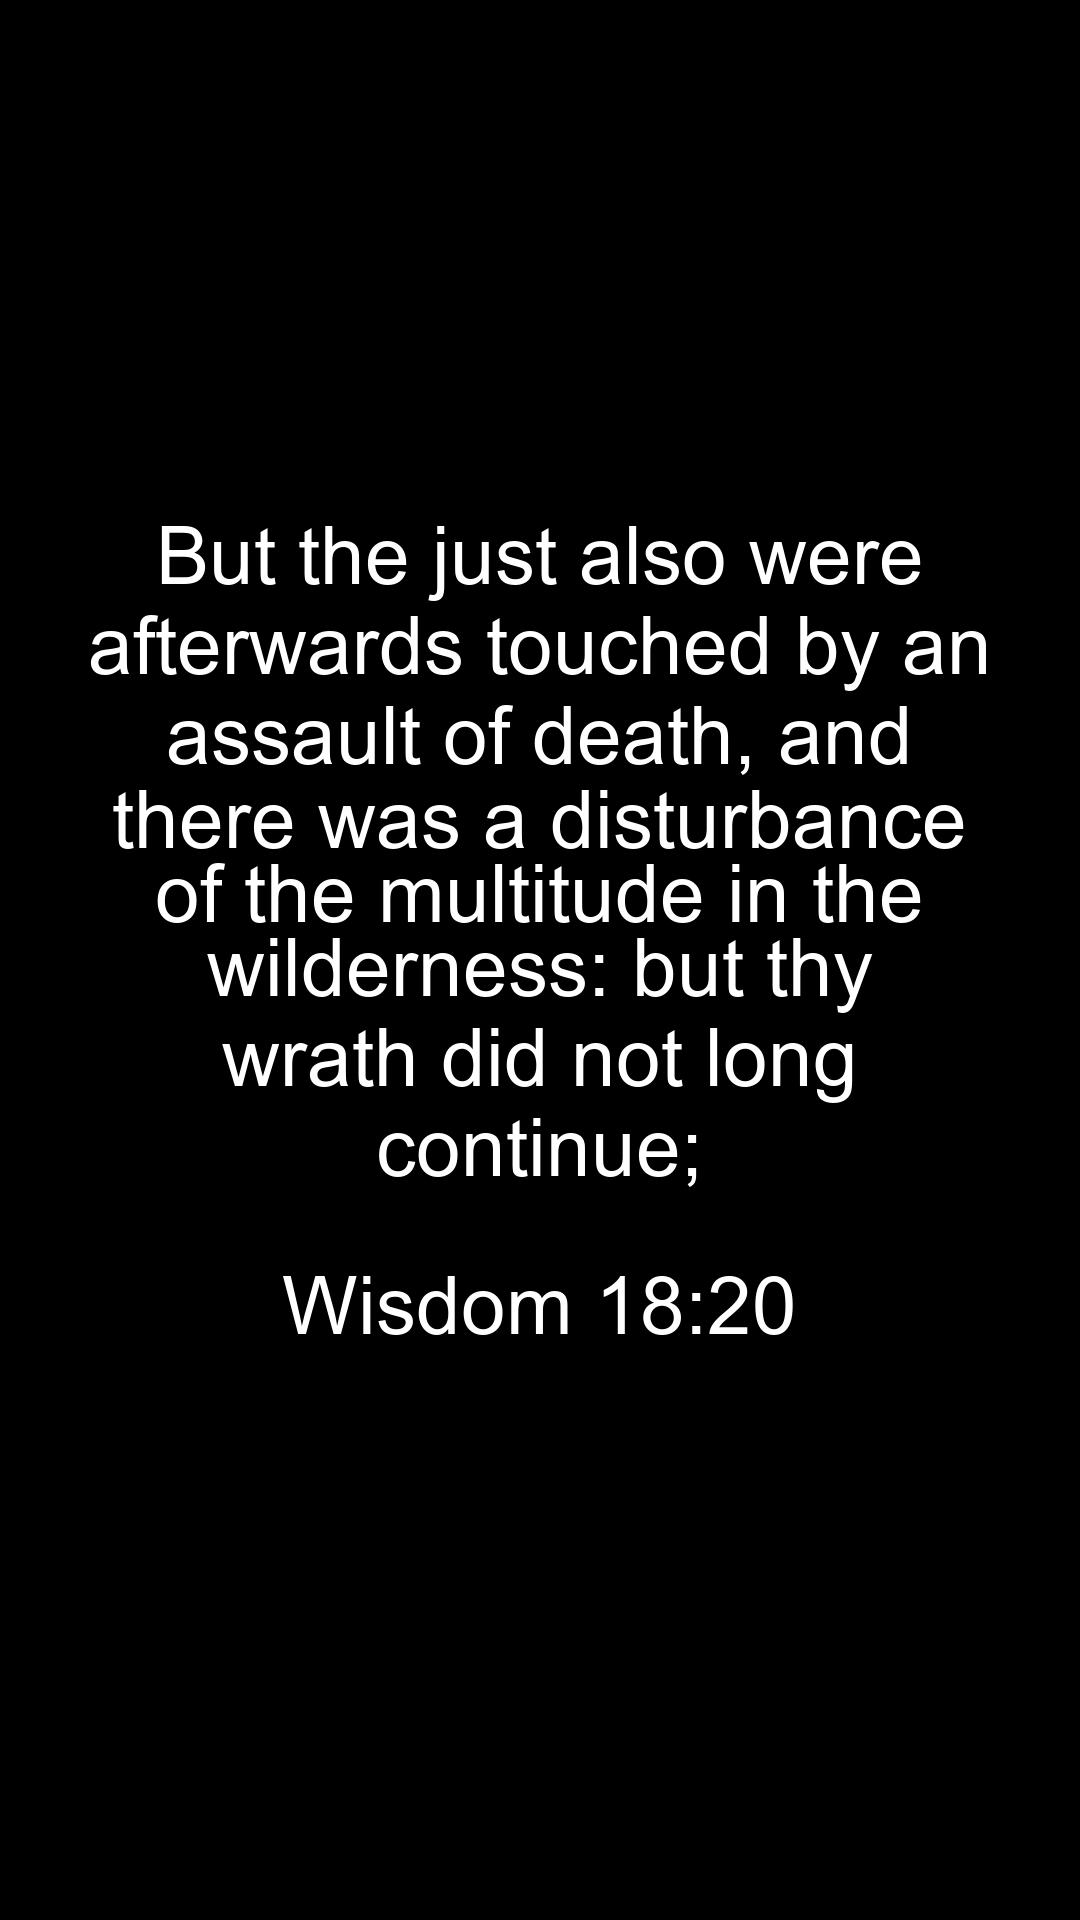 But the just also were
afterwards touched by an
assault of death, and
there was a disturbance
of the multitude in the
wilderness: but thy
wrath did not long
continue;
Wisdom 18:20